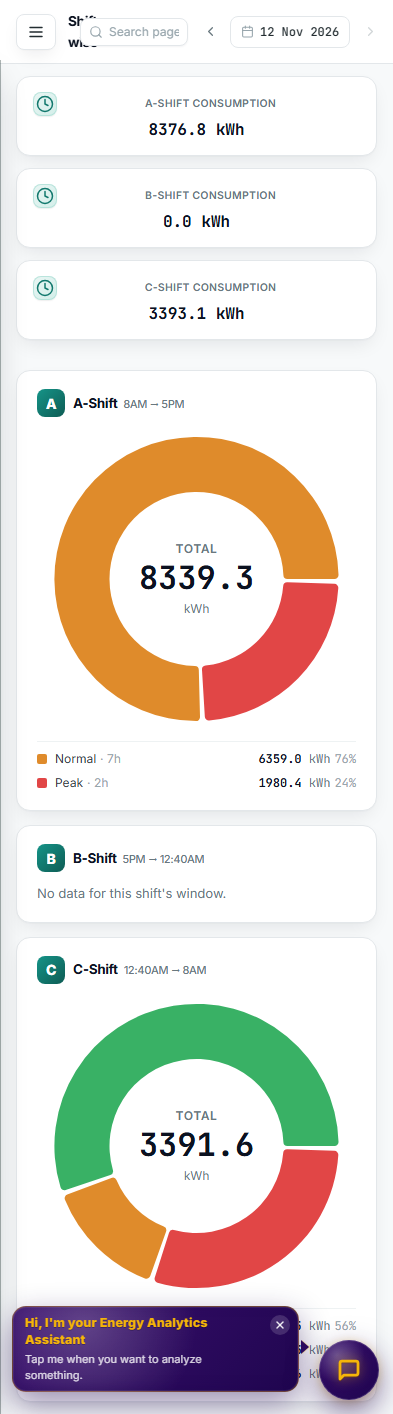 Shift
wise
Search page
12 Nov 2026
A-SHIFT CONSUMPTION
8376.8 kWh
B-SHIFT CONSUMPTION
0.0 kWh
C-SHIFT CONSUMPTION
3393.1 kWh
A A-Shift 8AM → 5PM
TOTAL
8339.3
kWh
Normal · 7h 6359.0 kWh 76%
Peak · 2h 1980.4 kWh 24%
B B-Shift 5PM → 12:40AM
No data for this shift's window.
C C-Shift 12:40AM → 8AM
TOTAL
3391.6
kWh
kWh 56%
Hi, I'm your Energy Analytics
Assistant
Tap me when you want to analyze
something.